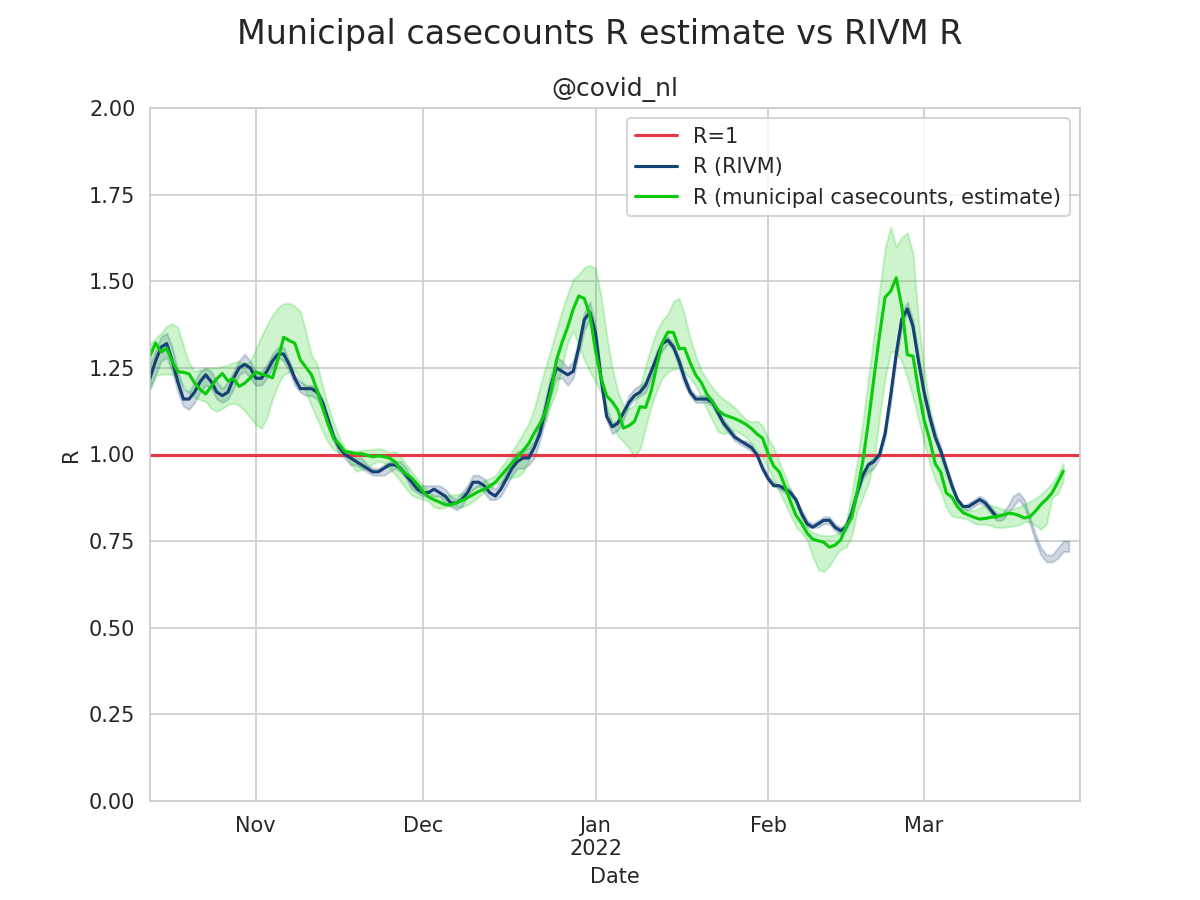 Municipal casecounts R estimate vs RIVM R
@covid_nl
R=1
R (RIVM)
R (municipal casecounts, estimate)
2.00
1.75
1.50
1.25
1.00
0.75
0.50
0.25
0.00
R
Nov
Dec
Jan
2022
Feb
Mar
Date